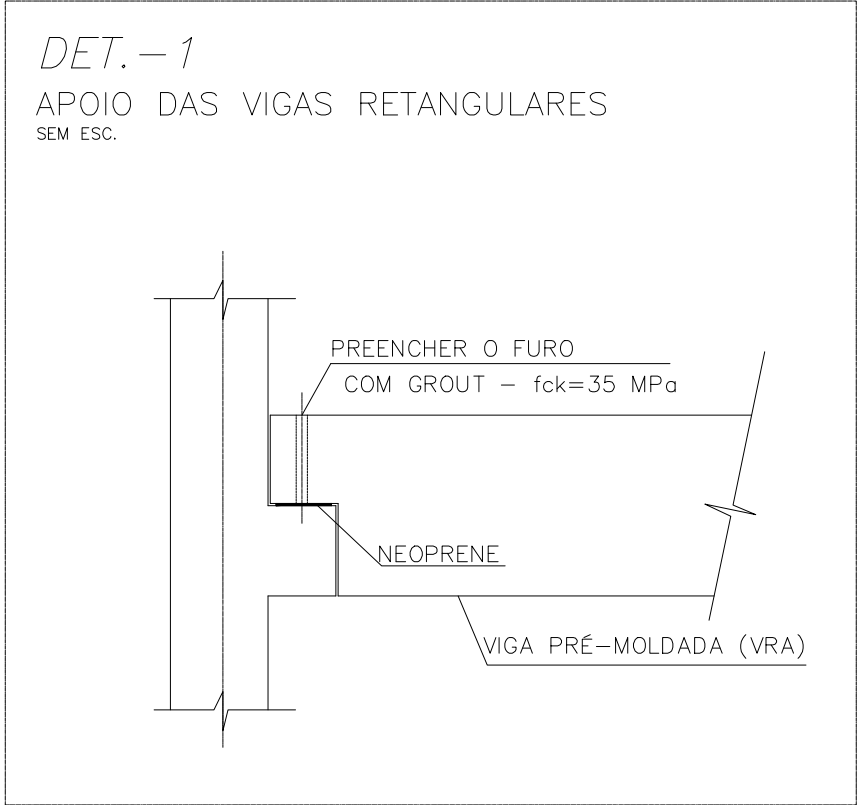 DET.-1
APOIO DAS VIGAS RETANGULARES
SEM ESC.
PREENCHER O FURO
COM GROUT - fck=35 MPa
NEOPRENE
VIGA PRÉ-MOLDADA (VRA)